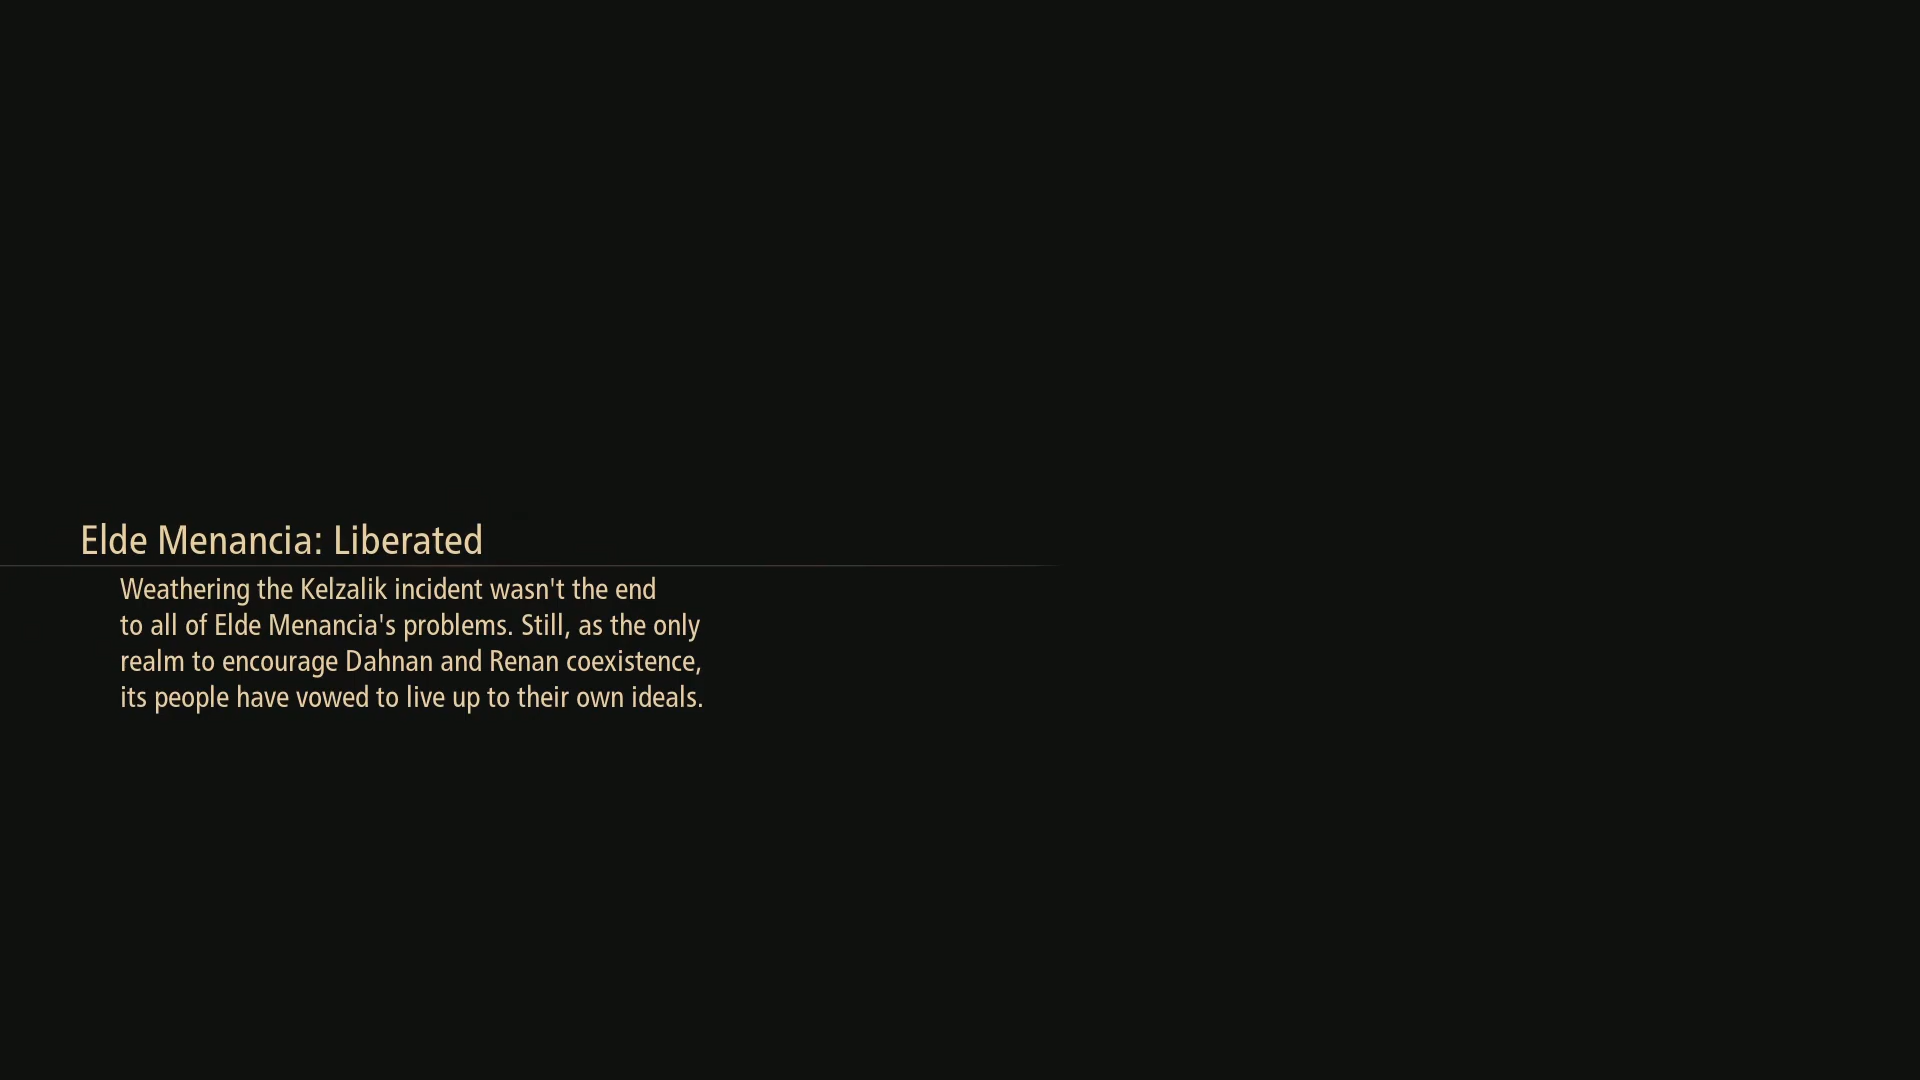 Elde Menancia: Liberated
Weathering the Kelzalik incident wasn't the end
to all of Elde Menancia's problems. Still, as the only
realm to encourage Dahnan and Renan coexistence,
its people have vowed to live up to their own ideals.